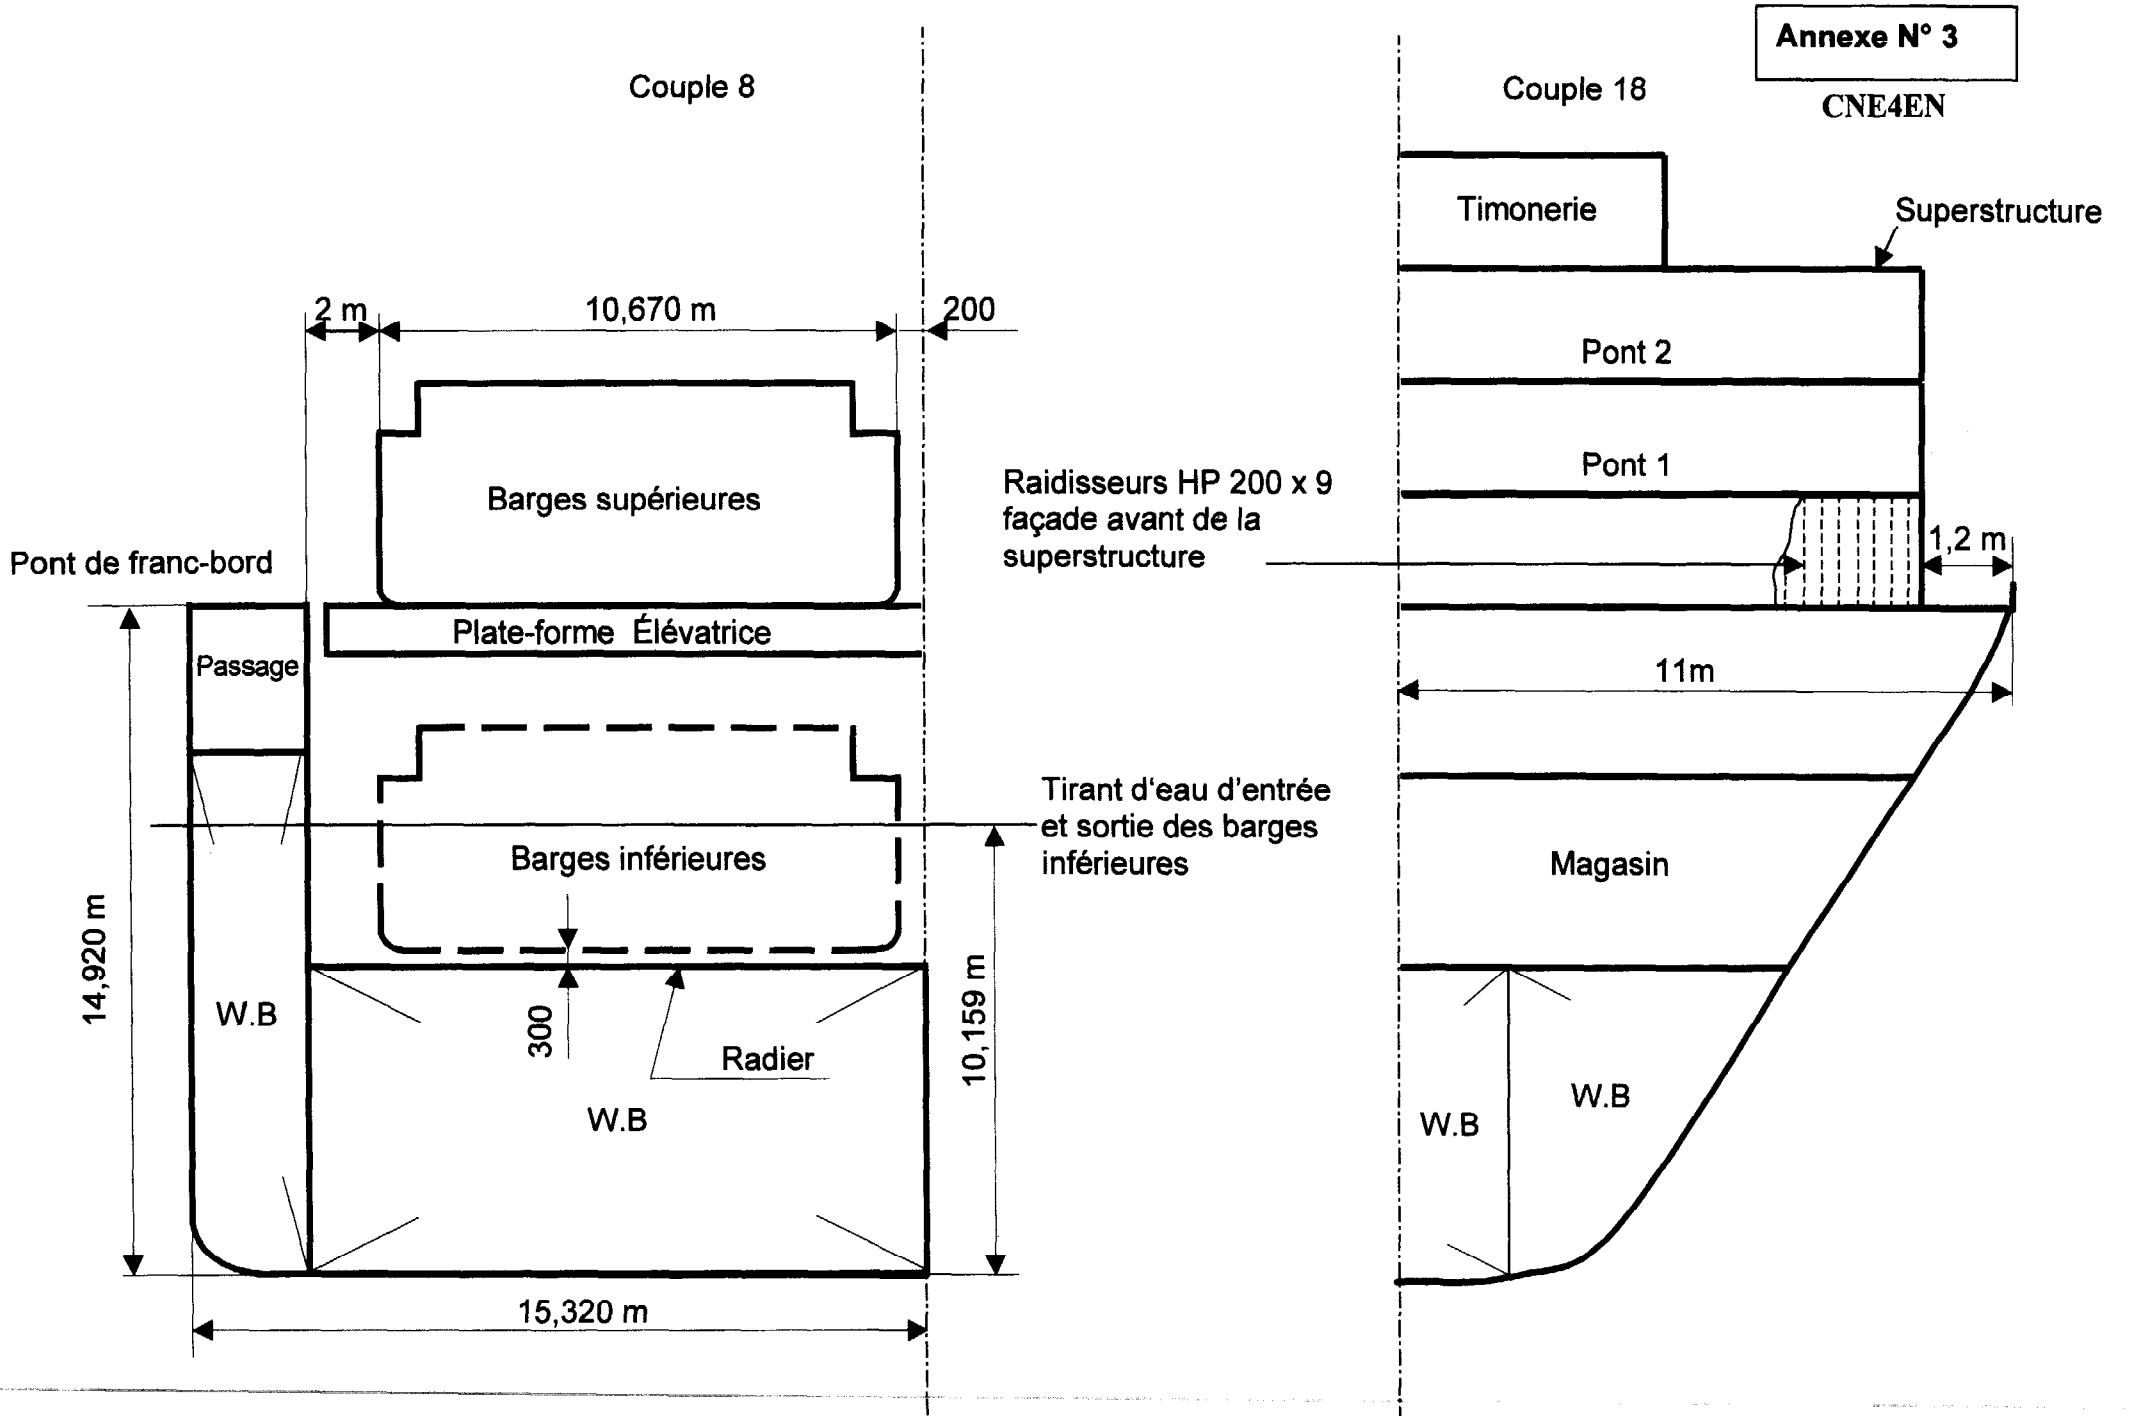 Annexe N° 3
CNE4EN
Couple 8
Couple 18
Timonerie
Superstructure
2 m
10,670 m
200
Pont 2
Pont 1
Barges supérieures
Raidisseurs HP 200 x 9
façade avant de la
superstructure
1,2 m
Pont de franc-bord
Plate-forme Élévatrice
Passage
11m
Tirant d'eau d'entrée
et sortie des barges
inférieures
Barges inférieures
Magasin
14,920 m
W.B
300
Radier
10,159 m
W.B
W.B
W.B
15,320 m